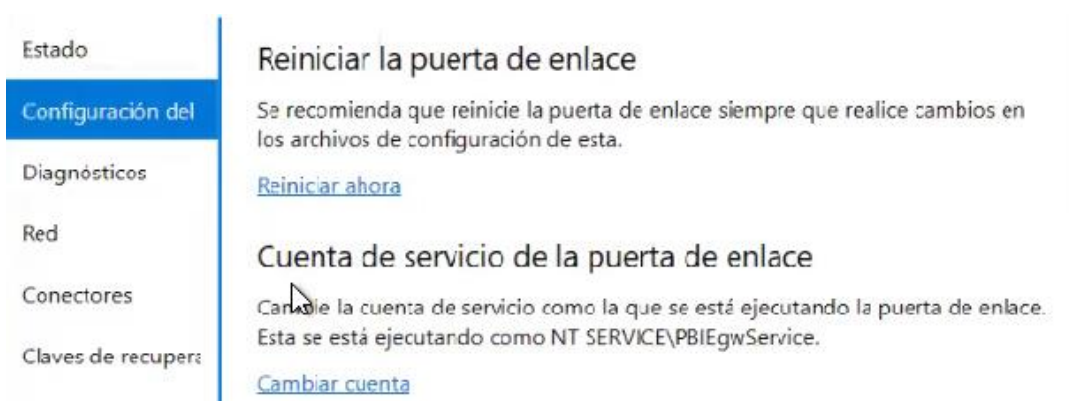 Estado
Configuración del
Diagnósticos
Red
Conectores
Claves de recuper
Reiniciar la puerta de enlace
Se recomienda que reinicie la puerta de enlace siempre que realice cambios en
los archivos de configuración de esta.
Reiniciar ahora
Cuenta de servicio de la puerta de enlace
Cambie la cuenta de servicio como la que se está ejecutando la puerta de enlace.
Esta se está ejecutando como NT SERVICE\PBIEgwService.
Cambiar cuenta